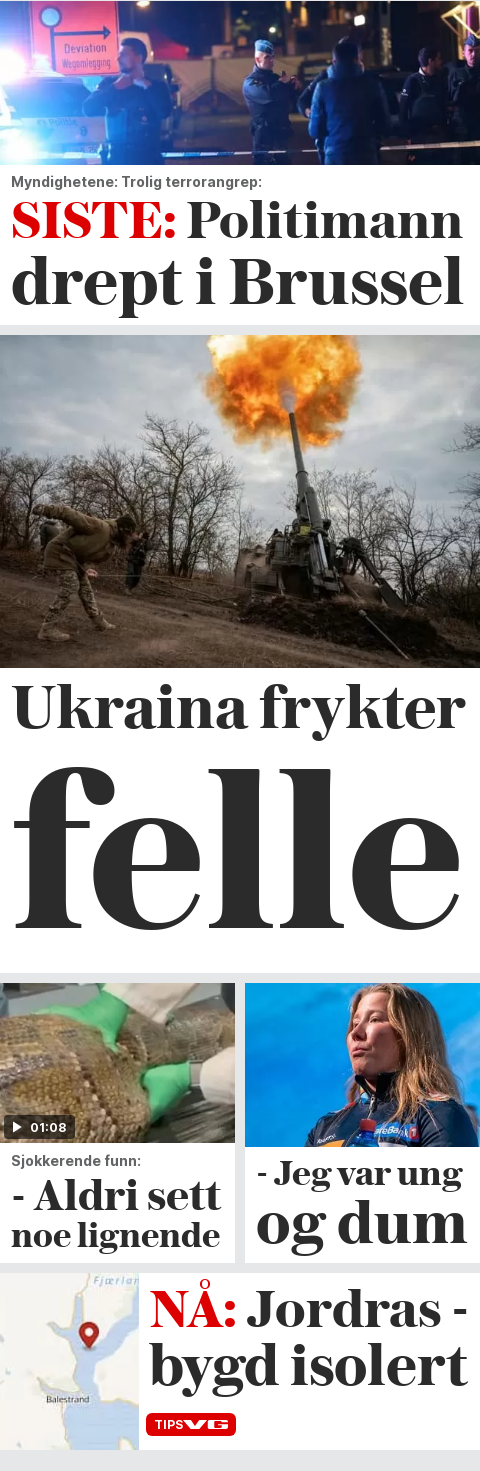 Deviation
Wegomlegging
Myndighetene: Trolig terrorangrep:
SISTE: Politimann
drept i Brussel
Ukraina frykter
felle
01:08
Sjokkerende funn:
- Aldri sett
noe lignende
- Jeg var ung
og dum
Fjærlan
Balestrand
NÅ: Jordras -
bygd isolert
TIPS VG